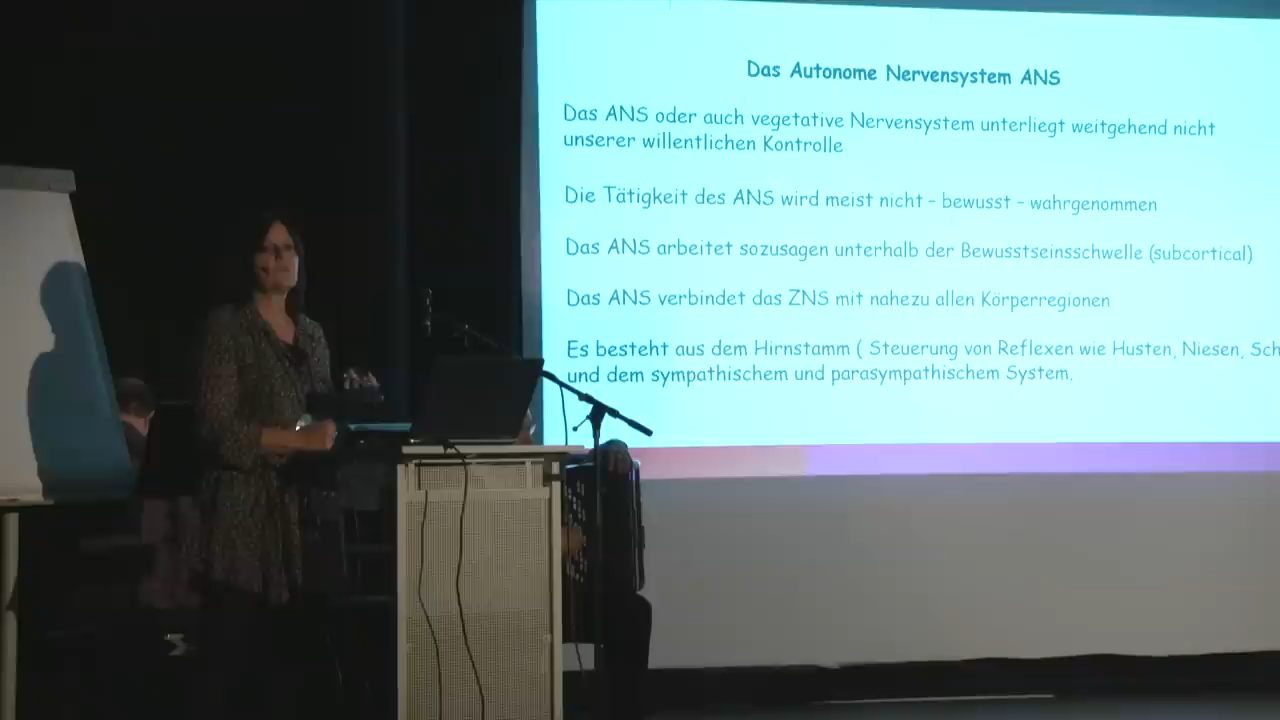 Das Autonome Nervensystem ANS
Das ANS oder auch vegetative Nervensystem unterliegt weitgehend nicht
unserer willentlichen Kontrolle
Die Tätigkeit des ANS wird meist nicht - bewusst - wahrgenommen
Das ANS arbeitet sozusagen unterhalb der Bewusstseinsschwelle (subcortical)
Das ANS verbindet das ZNS mit nahezu allen Körperregionen
Es besteht aus dem Hirnstamm ( Steuerung von Reflexen wie Husten, Niesen,
und dem sympathischem und parasympathischem System.